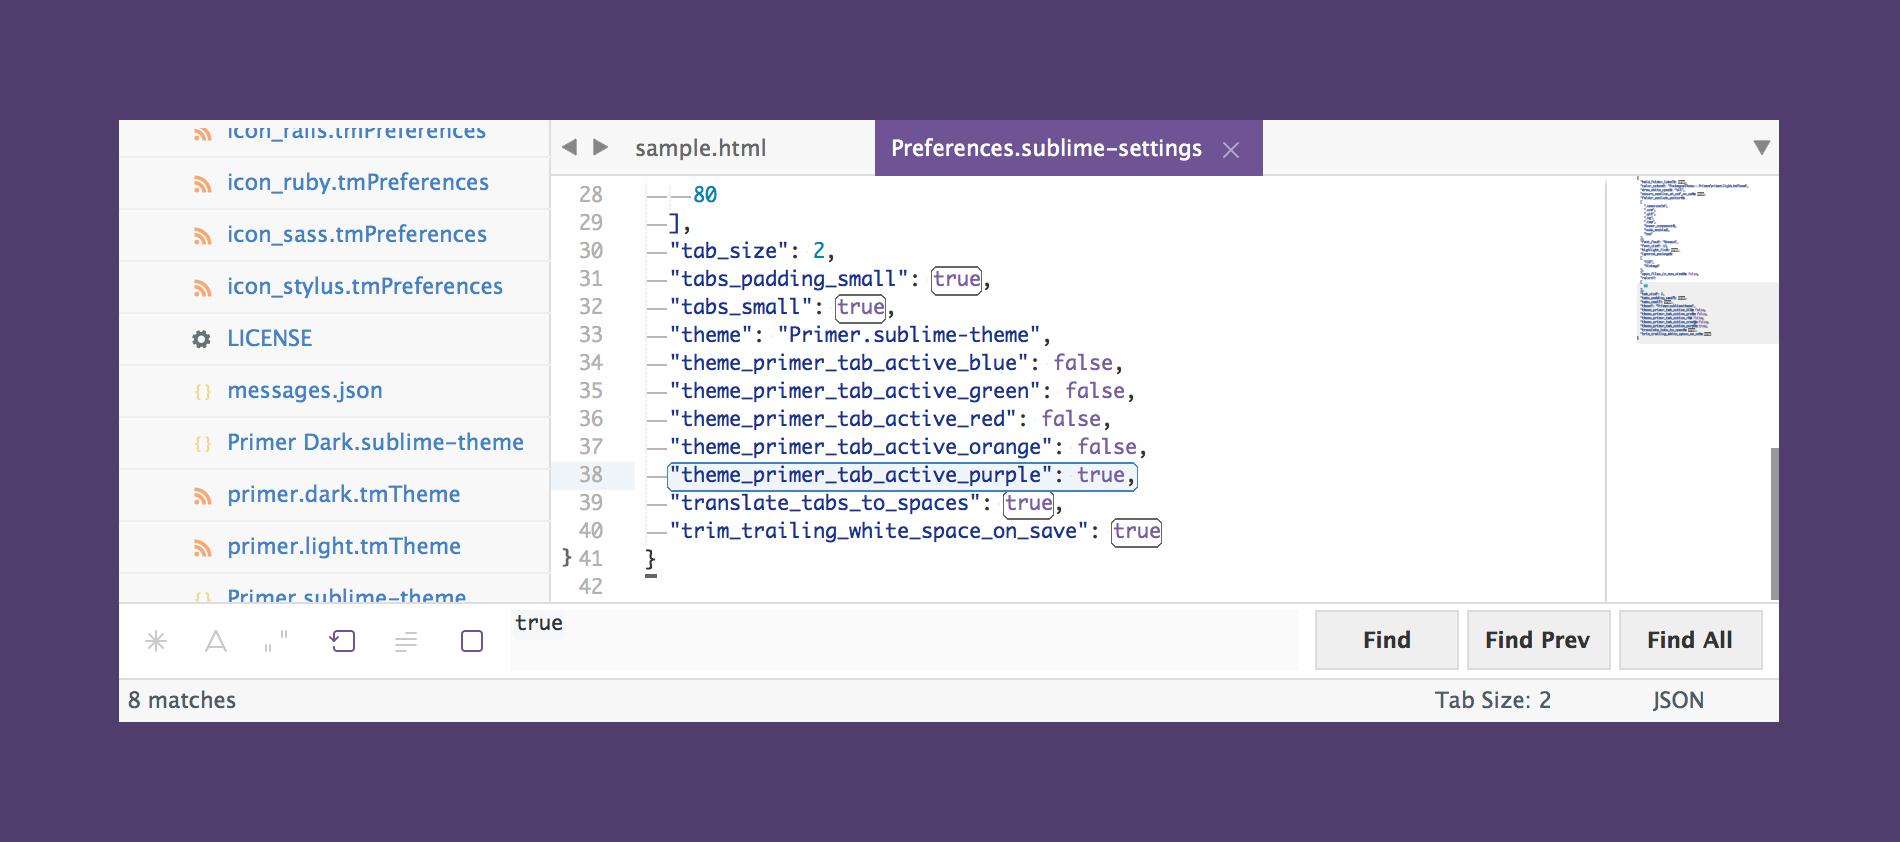 icon_rails.tmPreferences
icon_ruby.tmPreferences
icon_sass.tmPreferences
icon_stylus.tmPreferences
LICENSE
{} messages.json
{} Primer Dark.sublime-theme
primer.dark.tmTheme
primer.light.tmTheme
{} Primer.sublime-theme
sample.html
Preferences.sublime-settings
28 80
29 ],
30 "tab_size": 2,
31 "tabs_padding_small": true,
32 "tabs_small": true,
33 "theme": "Primer.sublime-theme",
34 "theme_primer_tab_active_blue": false,
35 "theme_primer_tab_active_green": false,
36 "theme_primer_tab_active_red": false,
37 "theme_primer_tab_active_orange": false,
38 "theme_primer_tab_active_purple": true,
39 "translate_tabs_to_spaces": true,
40 "trim_trailing_white_space_on_save": true
} 41 }
42
true
Find
Find Prev
Find All
8 matches
Tab Size: 2
JSON